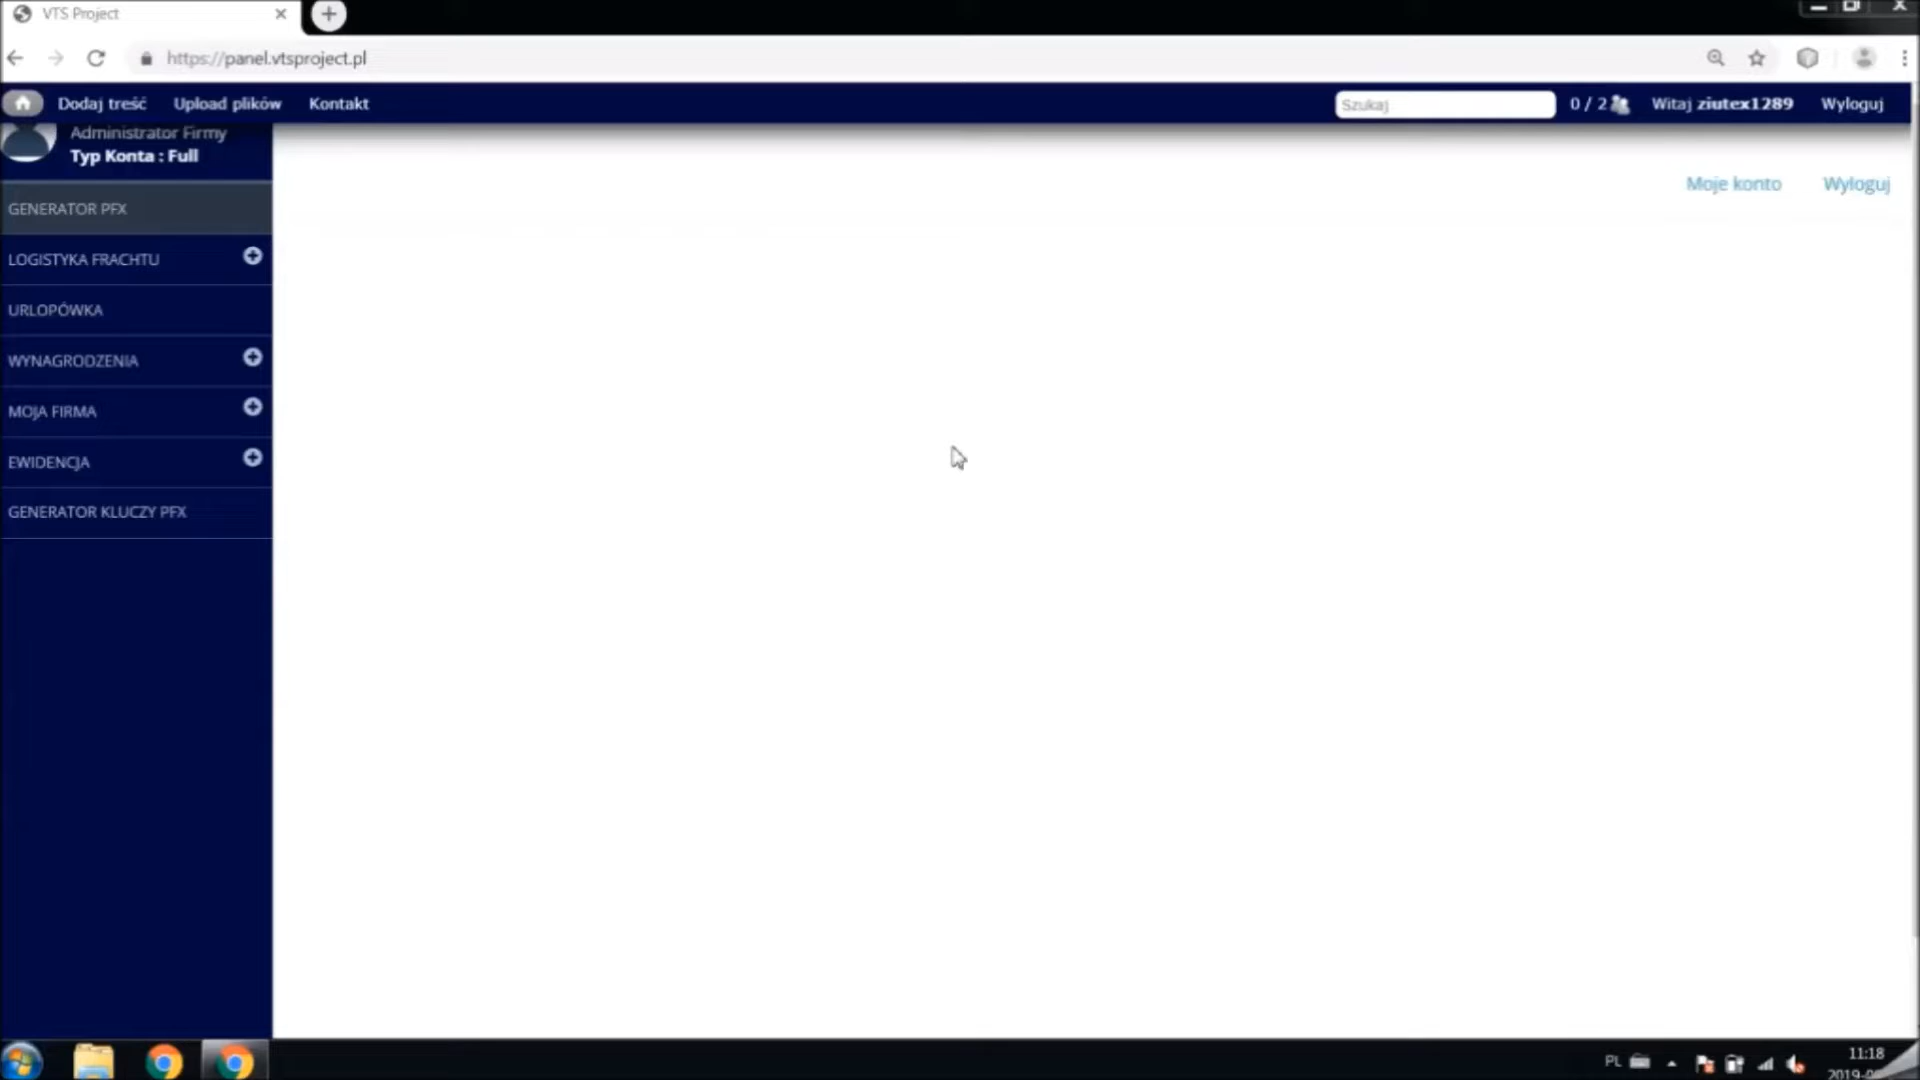 VTS Project
https://panel.vtsproject.pl
Dodaj treść Upload plików Kontakt
Szukaj 0 / 2 Witaj ziutex1289 Wyloguj
Administrator Firmy
Typ Konta : Full
Moje konto Wyloguj
GENERATOR PFX
LOGISTYKA FRACHTU
URLOPÓWKA
WYNAGRODZENIA
MOJA FIRMA
EWIDENCJA
GENERATOR KLUCZY PFX
PL
11:18